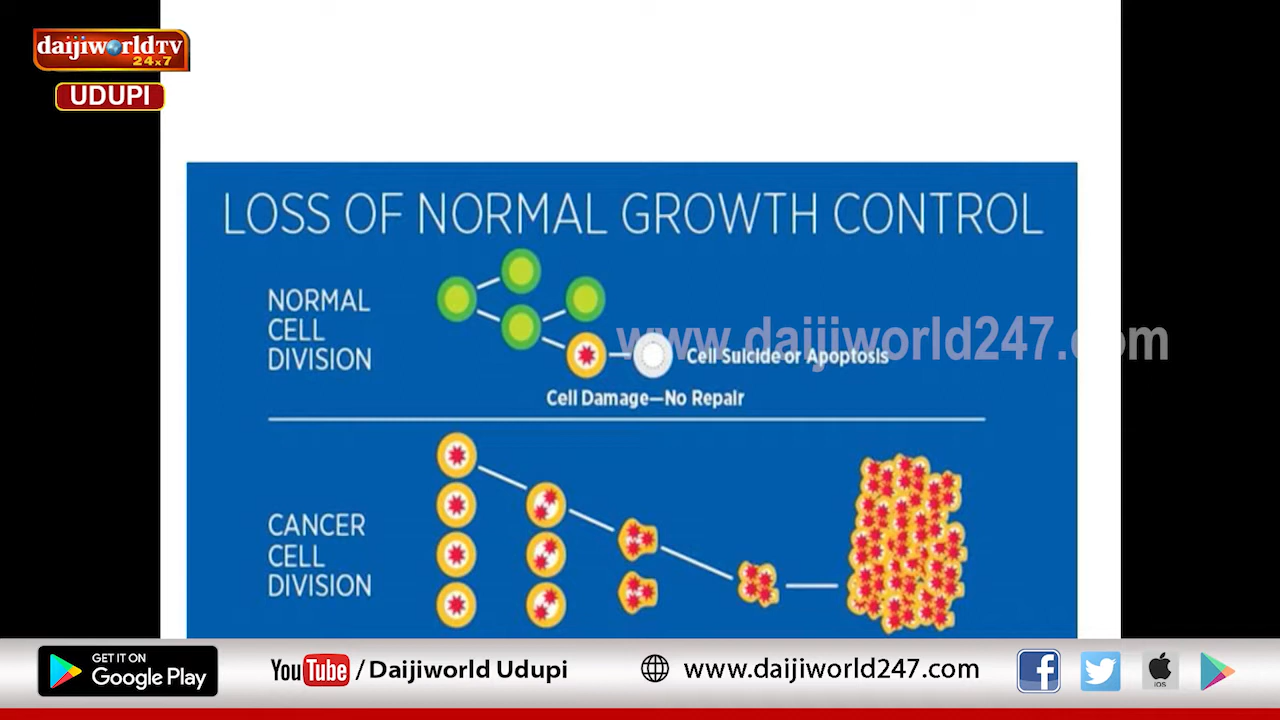 daijiworldTV
24x7
UDUPI
LOSS OF NORMAL GROWTH CONTROL
NORMAL
CELL
DIVISION
www.daijiworld247.com
Cell Suicide or Apoptosis
Cell Damage—No Repair
CANCER
CELL
DIVISION
GET IT ON
Google Play
YouTube / Daijiworld Udupi
www.daijiworld247.com
f
iOS